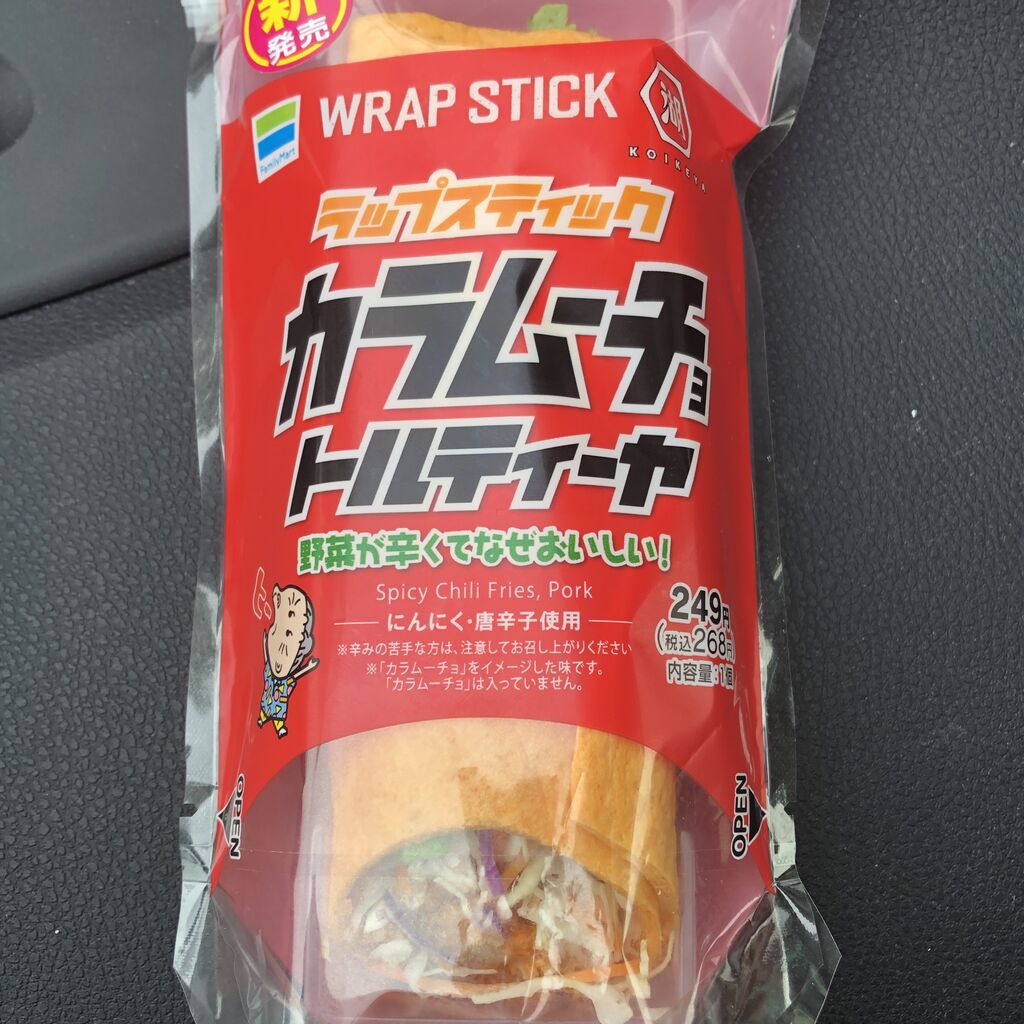 新
発売
WRAP STICK
FamilyMart
湖
KOIKEYA
ラップスティック
カラムーチョ
トルティーヤ
野菜が辛くてなぜおいしい!
Spicy Chili Fries, Pork
にんにく・唐辛子使用
※辛みの苦手な方は、注意してお召し上がりください
※「カラムーチョ」をイメージした味です。
「カラムーチョ」は入っていません。
249円
(税込268円
内容量:1個
ヒー
OPEN
OPEN